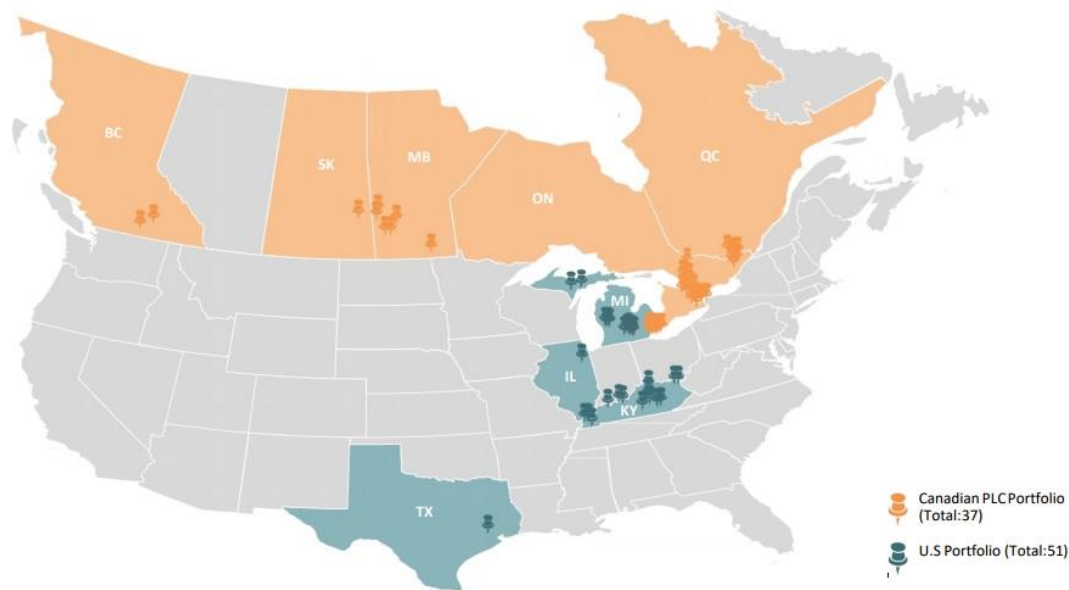 BC
SK
MB
ON
QC
MI
IL
KY
TX
Canadian PLC Portfolio
(Total:37)
U.S Portfolio (Total:51)